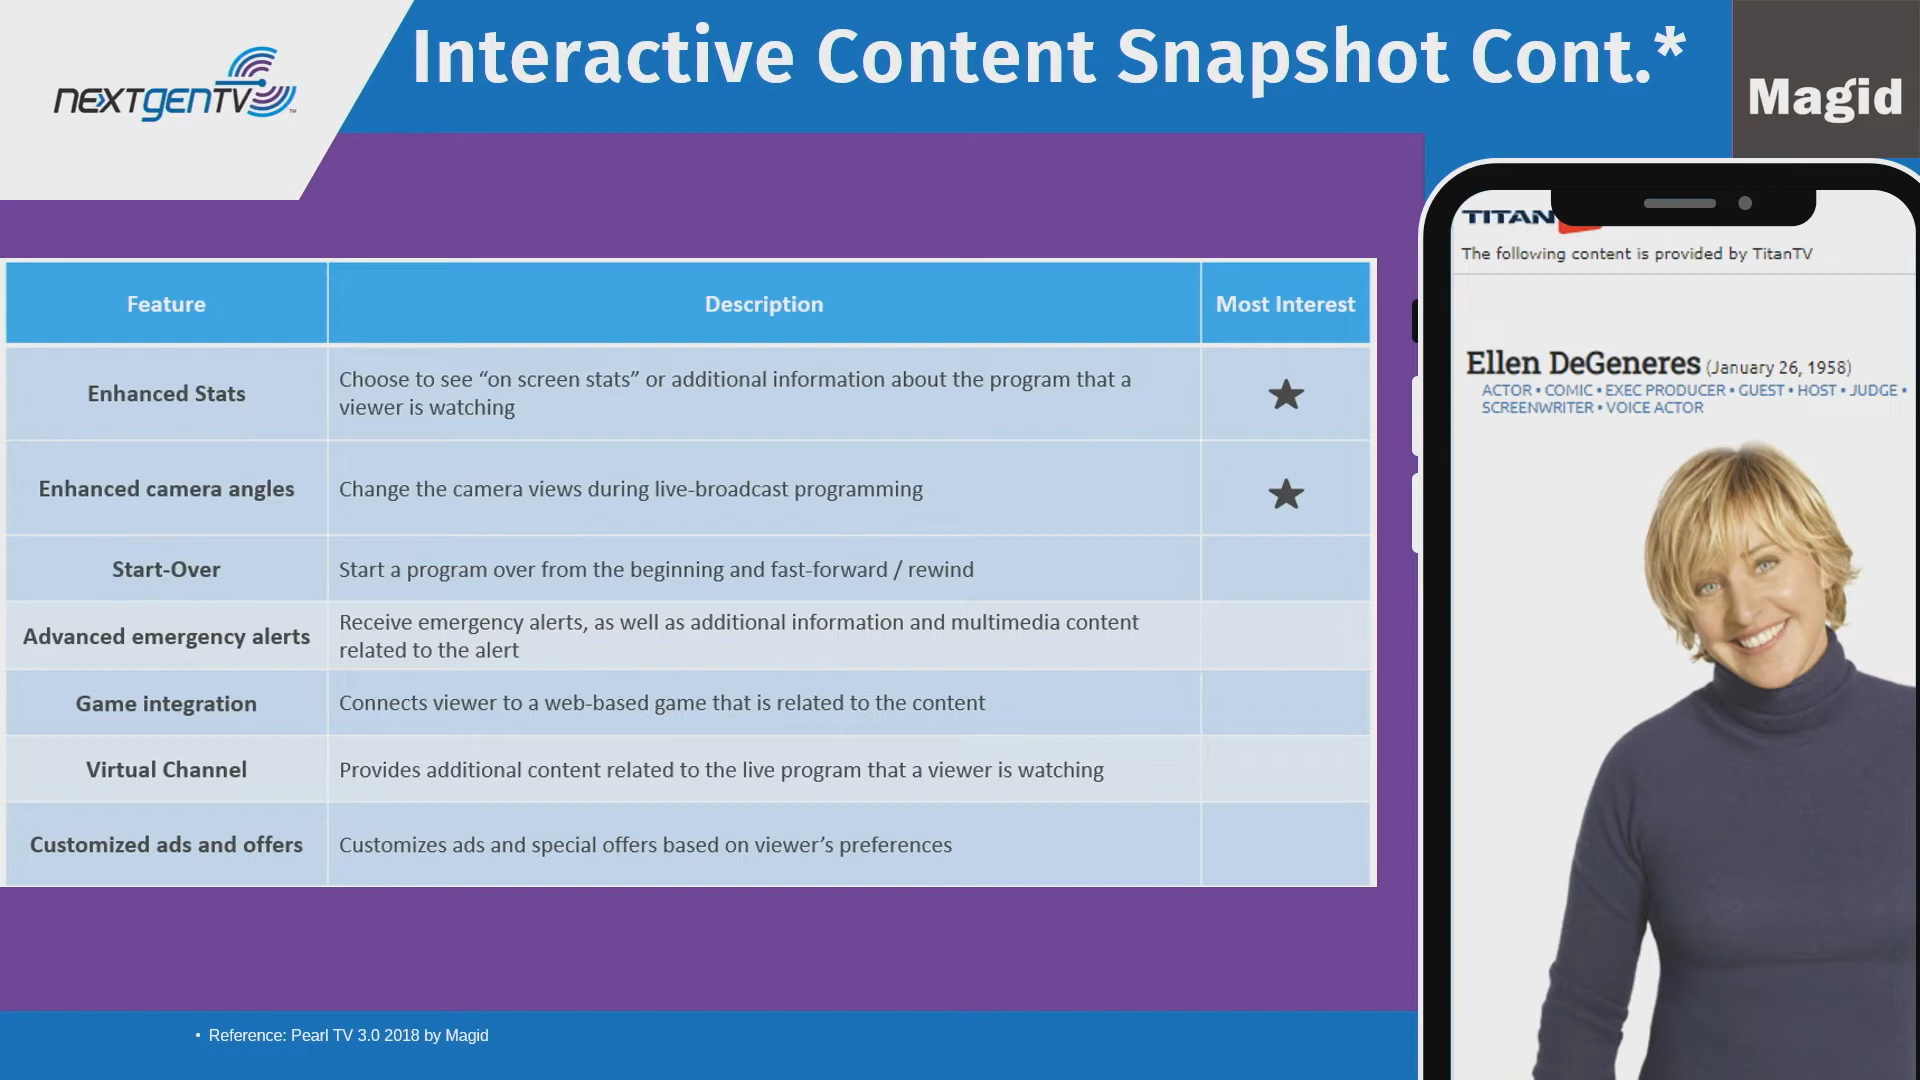 NEXTGENTV
Interactive Content Snapshot Cont.*
Magid
Feature
Description
Most Interest
Enhanced Stats
Choose to see “on screen stats” or additional information about the program that a
viewer is watching
Enhanced camera angles
Change the camera views during live-broadcast programming
Start-Over
Start a program over from the beginning and fast-forward / rewind
Advanced emergency alerts
Receive emergency alerts, as well as additional information and multimedia content
related to the alert
Game integration
Connects viewer to a web-based game that is related to the content
Virtual Channel
Provides additional content related to the live program that a viewer is watching
Customized ads and offers
Customizes ads and special offers based on viewer’s preferences
• Reference: Pearl TV 3.0 2018 by Magid
TITAN
The following content is provided by TitanTV
Ellen DeGeneres (January 26, 1958)
ACTOR • COMIC • EXEC PRODUCER • GUEST • HOST • JUDGE •
SCREENWRITER • VOICE ACTOR